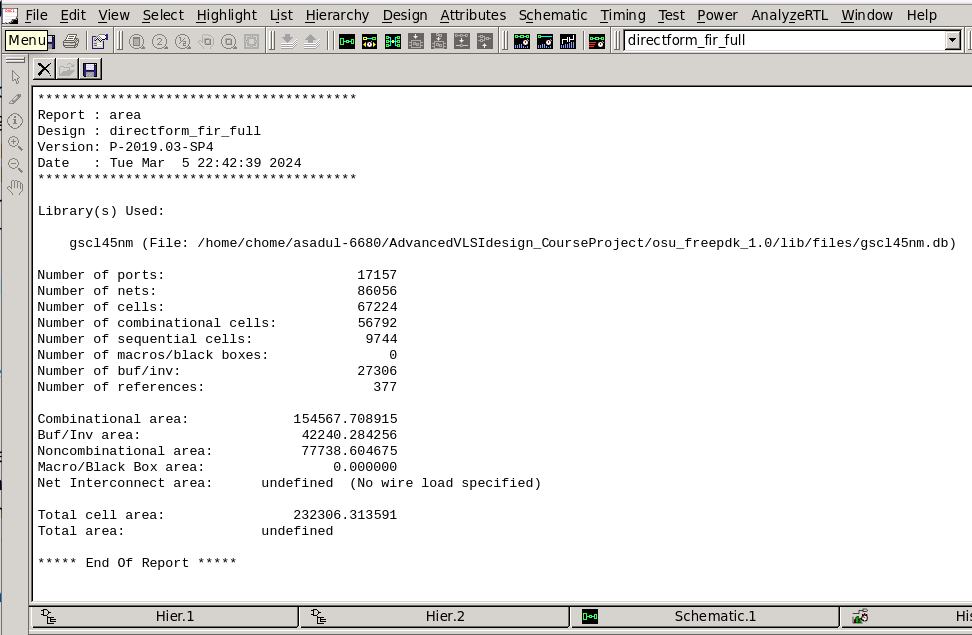 File Edit View Select Highlight List Hierarchy Design Attributes Schematic Timing Test Power AnalyzeRTL Window Help
Menu directform_fir_full
****************************************
Report : area
Design : directform_fir_full
Version: P-2019.03-SP4
Date   : Tue Mar  5 22:42:39 2024
****************************************
Library(s) Used:
gscl45nm (File: /home/chome/asadul-6680/AdvancedVLSIdesign_CourseProject/osu_freepdk_1.0/lib/files/gscl45nm.db)
Number of ports: 17157
Number of nets: 86056
Number of cells: 67224
Number of combinational cells: 56792
Number of sequential cells: 9744
Number of macros/black boxes: 0
Number of buf/inv: 27306
Number of references: 377
Combinational area: 154567.708915
Buf/Inv area: 42240.284256
Noncombinational area: 77738.604675
Macro/Black Box area: 0.000000
Net Interconnect area: undefined (No wire load specified)
Total cell area: 232306.313591
Total area: undefined
***** End Of Report *****
Hier.1 Hier.2 Schematic.1 His